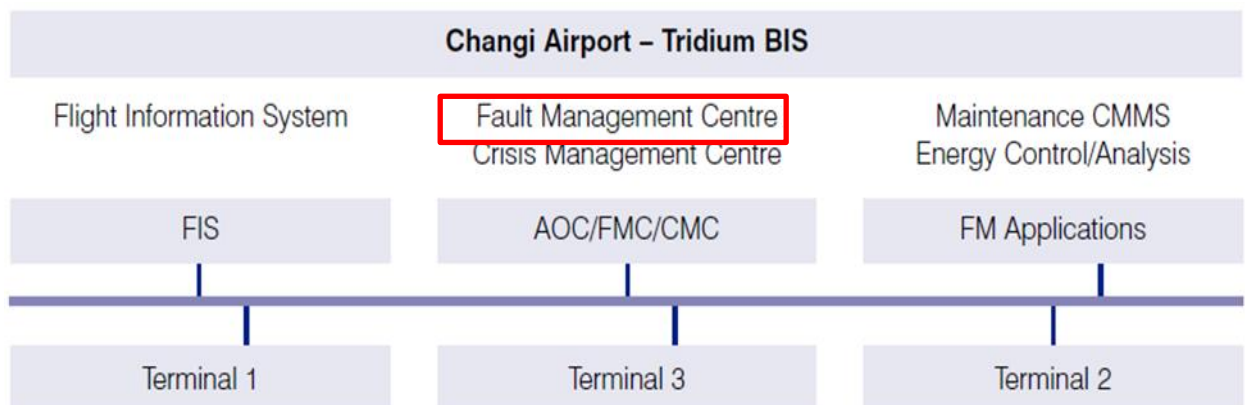 Changi Airport – Tridium BIS
Flight Information System
Fault Management Centre
Crisis Management Centre
Maintenance CMMS
Energy Control/Analysis
FIS
AOC/FMC/CMC
FM Applications
Terminal 1
Terminal 3
Terminal 2